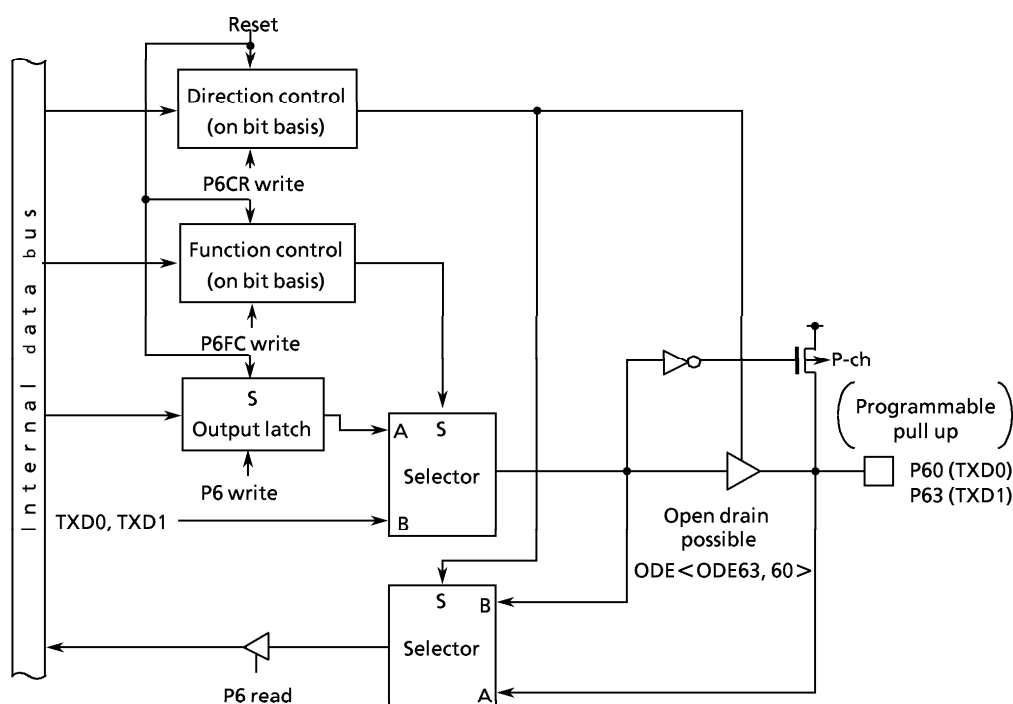 Reset
Direction control
(on bit basis)
P6CR write
Function control
(on bit basis)
P6FC write
S
Output latch
P6 write
TXD0, TXD1
Internal data bus
A S
Selector
B
P-ch
Programmable
pull up
P60 (TXD0)
P63 (TXD1)
Open drain
possible
ODE<ODE63, 60>
S B
Selector
A
P6 read